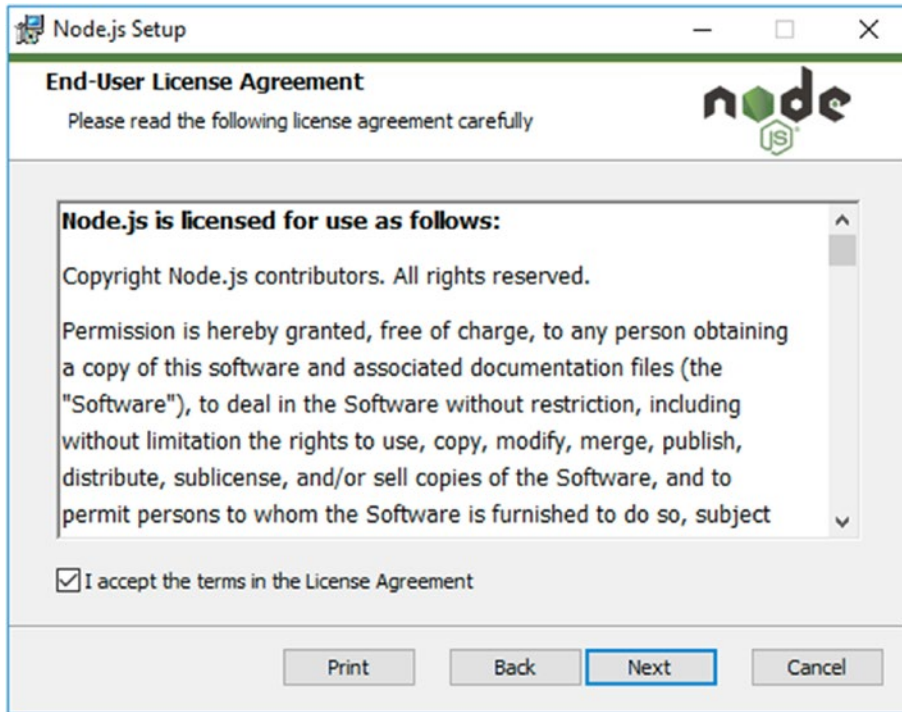 Node.js Setup
End-User License Agreement
Please read the following license agreement carefully
node
JS
Node.js is licensed for use as follows:
Copyright Node.js contributors. All rights reserved.
Permission is hereby granted, free of charge, to any person obtaining
a copy of this software and associated documentation files (the
"Software"), to deal in the Software without restriction, including
without limitation the rights to use, copy, modify, merge, publish,
distribute, sublicense, and/or sell copies of the Software, and to
permit persons to whom the Software is furnished to do so, subject
I accept the terms in the License Agreement
Print Back Next Cancel